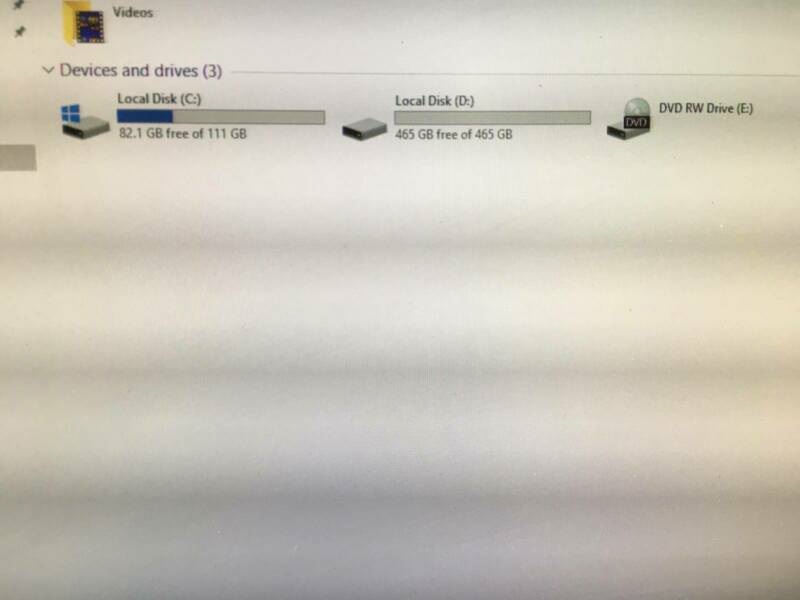 Videos
Devices and drives (3)
Local Disk (C:)
82.1 GB free of 111 GB
Local Disk (D:)
465 GB free of 465 GB
DVD RW Drive (E:)
DVD